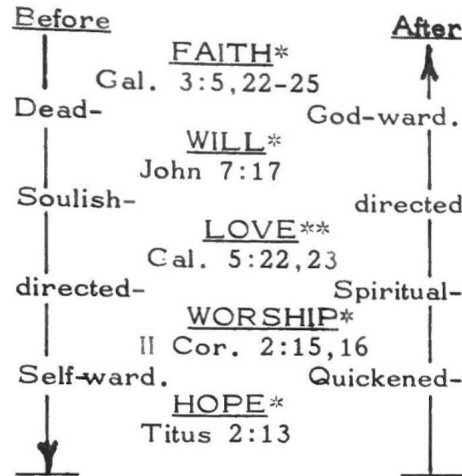 Before After
FAITH*
Gal. 3:5,22-25
Dead- God-ward.
WILL*
John 7:17
Soulish- directed
LOVE**
Gal. 5:22,23
directed- Spiritual-
WORSHIP*
II Cor. 2:15,16
Self-ward. Quickened-
HOPE*
Titus 2:13